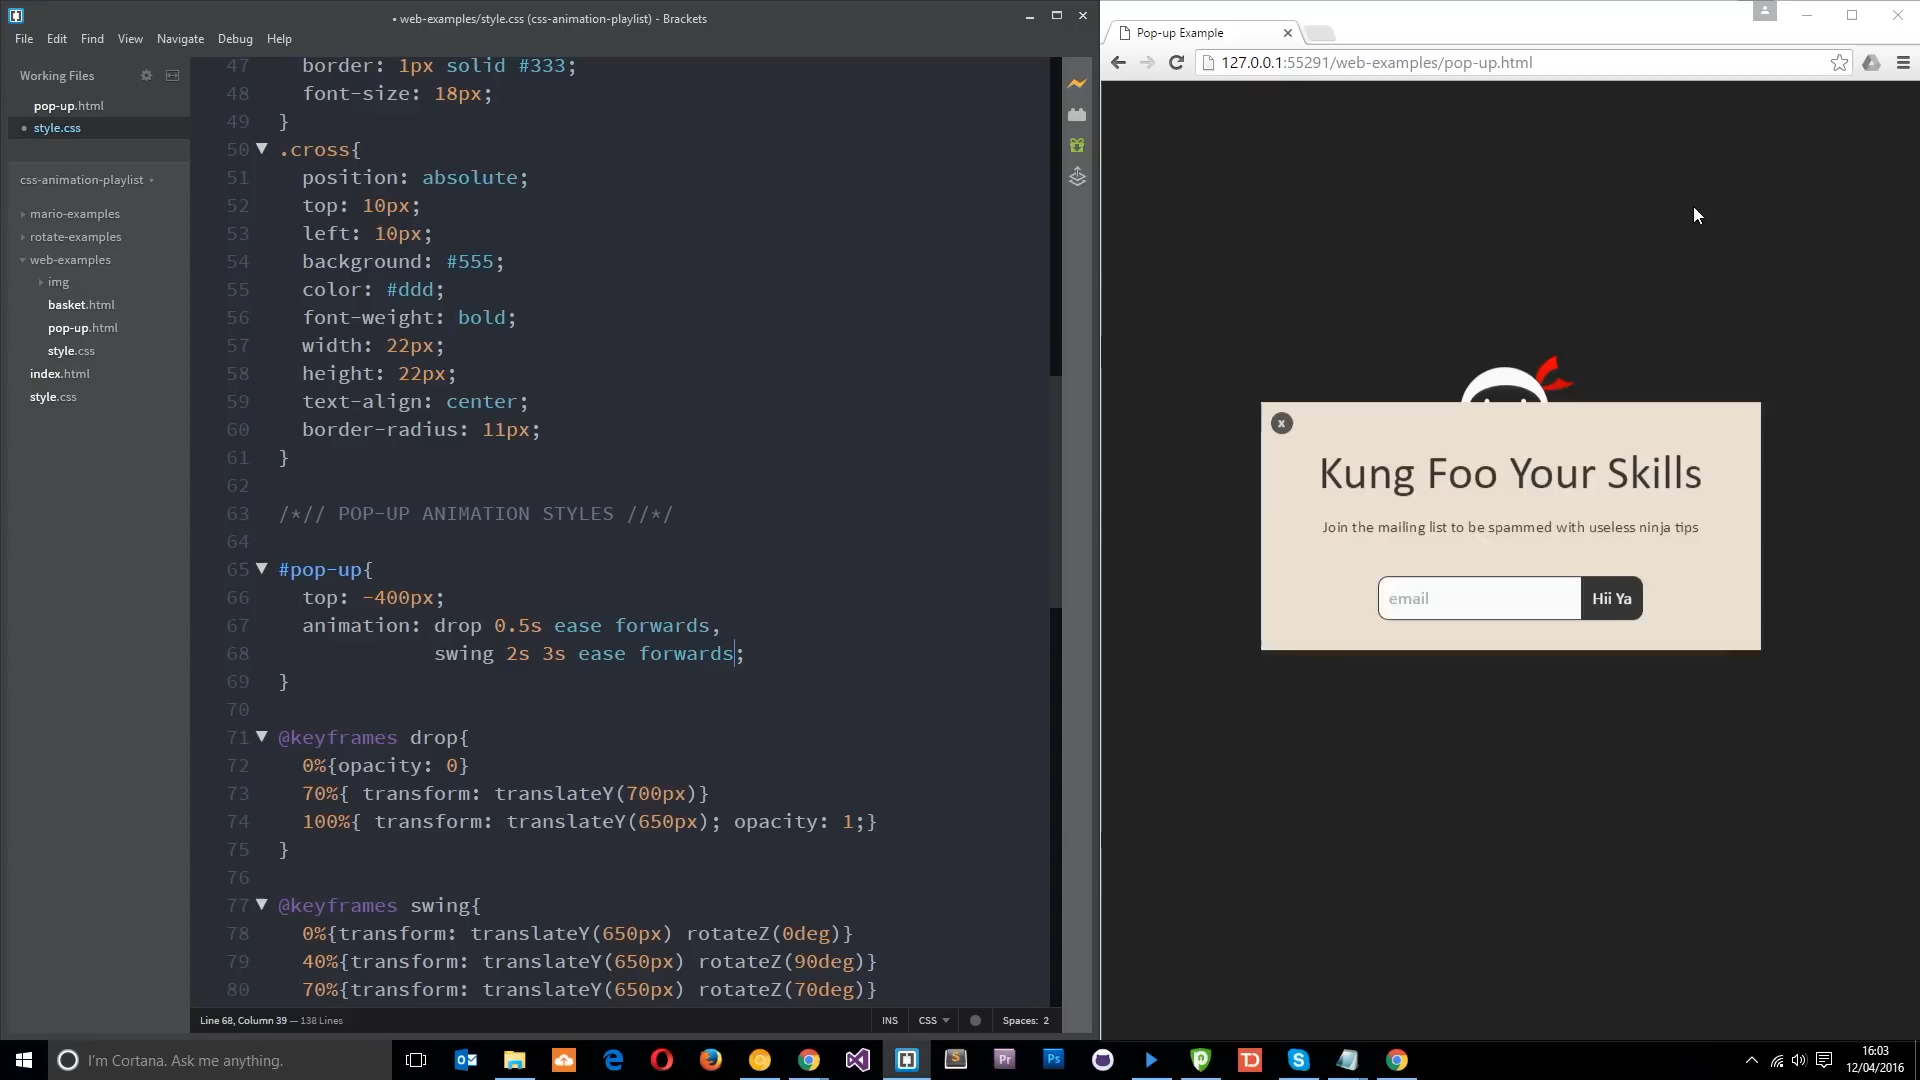 • web-examples/style.css (css-animation-playlist) - Brackets
File Edit Find View Navigate Debug Help
Working Files
pop-up.html
• style.css
css-animation-playlist
mario-examples
rotate-examples
web-examples
img
basket.html
pop-up.html
style.css
index.html
style.css
47 border: 1px solid #333;
48 font-size: 18px;
49 }
50 .cross{
51 position: absolute;
52 top: 10px;
53 left: 10px;
54 background: #555;
55 color: #ddd;
56 font-weight: bold;
57 width: 22px;
58 height: 22px;
59 text-align: center;
60 border-radius: 11px;
61 }
62
63 /*// POP-UP ANIMATION STYLES //*/
64
65 #pop-up{
66 top: -400px;
67 animation: drop 0.5s ease forwards,
68 swing 2s 3s ease forwards;
69 }
70
71 @keyframes drop{
72 0%{opacity: 0}
73 70%{ transform: translateY(700px)}
74 100%{ transform: translateY(650px); opacity: 1;}
75 }
76
77 @keyframes swing{
78 0%{transform: translateY(650px) rotateZ(0deg)}
79 40%{transform: translateY(650px) rotateZ(90deg)}
80 70%{transform: translateY(650px) rotateZ(70deg)}
Line 68, Column 39 — 138 Lines
INS CSS Spaces: 2
Pop-up Example
127.0.0.1:55291/web-examples/pop-up.html
x
Kung Foo Your Skills
Join the mailing list to be spammed with useless ninja tips
email Hii Ya
I'm Cortana. Ask me anything.
S
Pr
Ps
TD
16:03
12/04/2016